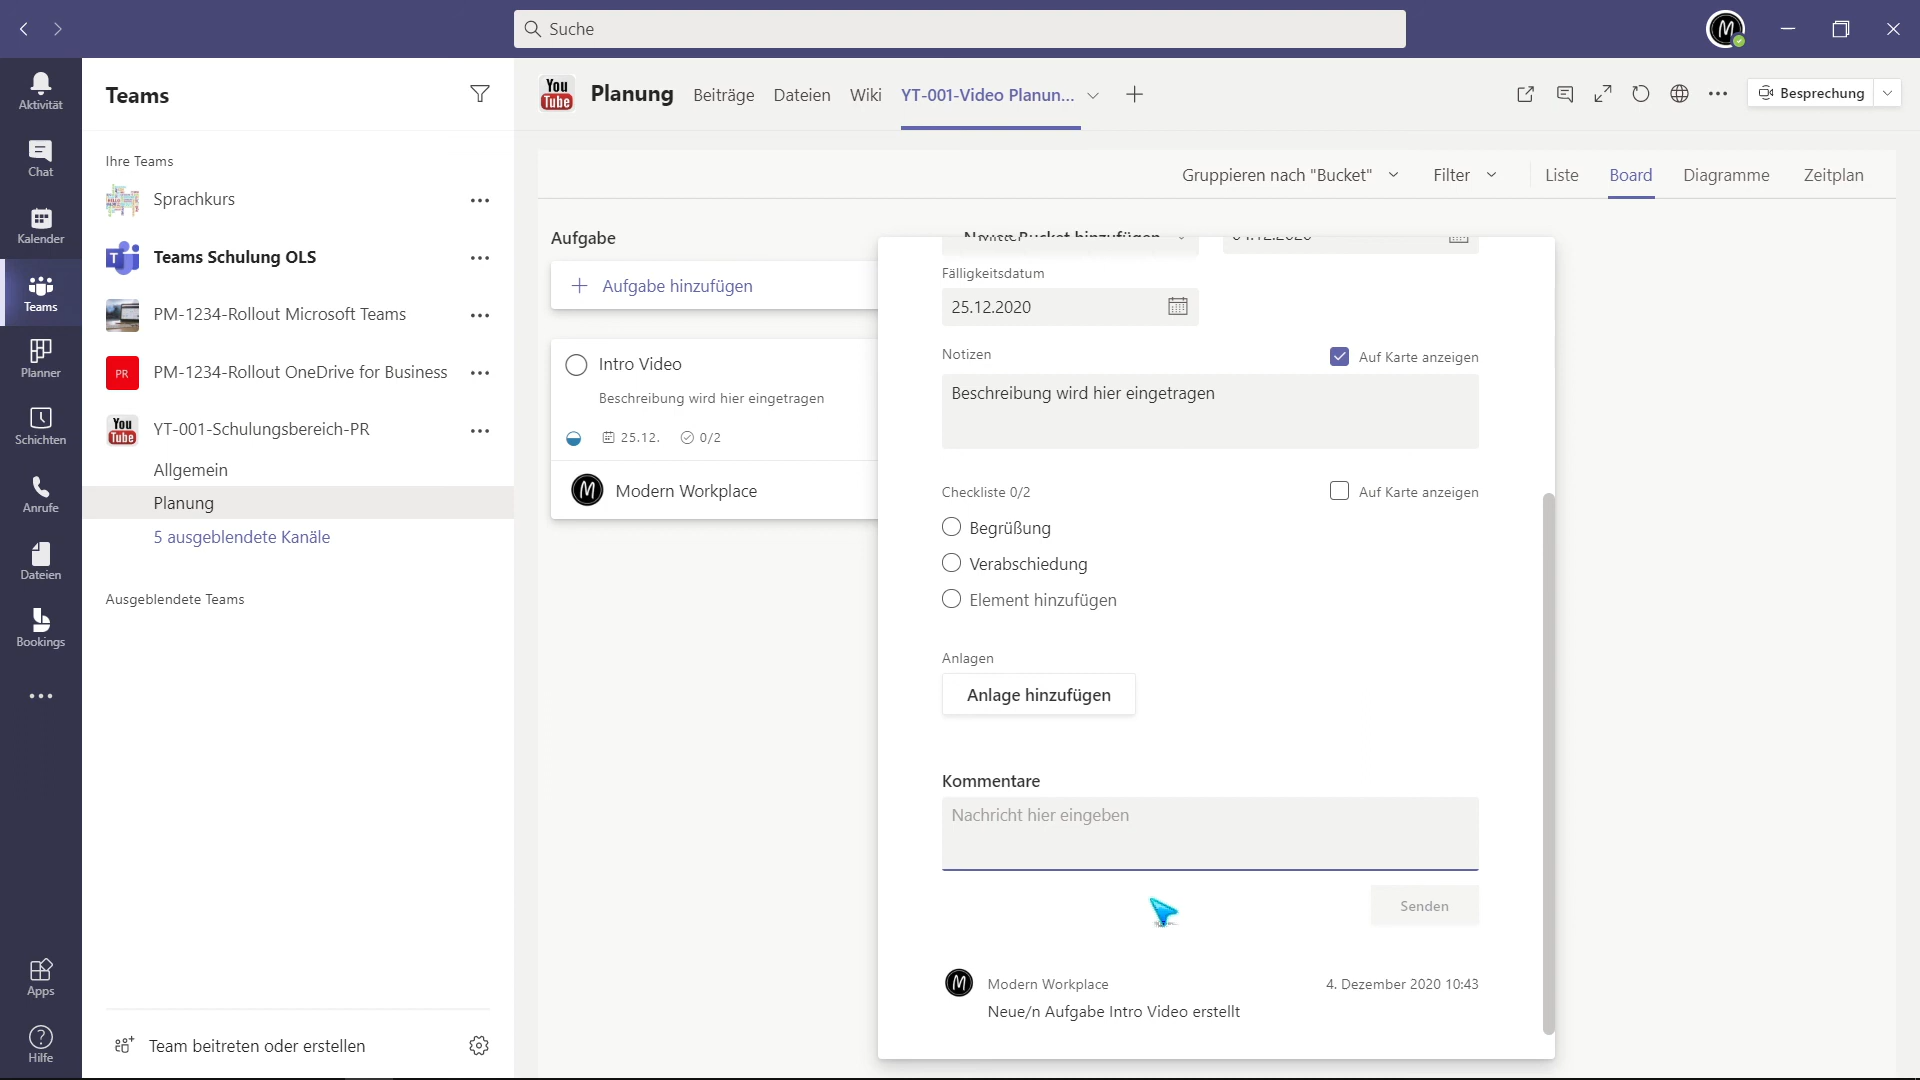 Suche
Aktivität
Chat
Kalender
Teams
Planner
Schichten
Anrufe
Dateien
Bookings
Apps
Hilfe
Teams
Ihre Teams
Sprachkurs
Teams Schulung OLS
PM-1234-Rollout Microsoft Teams
PR
PM-1234-Rollout OneDrive for Business
You Tube
YT-001-Schulungsbereich-PR
Allgemein
Planung
5 ausgeblendete Kanäle
Ausgeblendete Teams
Team beitreten oder erstellen
You Tube
Planung
Beiträge
Dateien
Wiki
YT-001-Video Planun...
Besprechung
Gruppieren nach "Bucket"
Filter
Liste
Board
Diagramme
Zeitplan
Aufgabe
Aufgabe hinzufügen
Intro Video
Beschreibung wird hier eingetragen
25.12.
0/2
M
Modern Workplace
Bucket hinzufügen
Fälligkeitsdatum
25.12.2020
Notizen
Auf Karte anzeigen
Beschreibung wird hier eingetragen
Checkliste 0/2
Auf Karte anzeigen
Begrüßung
Verabschiedung
Element hinzufügen
Anlagen
Anlage hinzufügen
Kommentare
Nachricht hier eingeben
Senden
M
Modern Workplace
4. Dezember 2020 10:43
Neue/n Aufgabe Intro Video erstellt